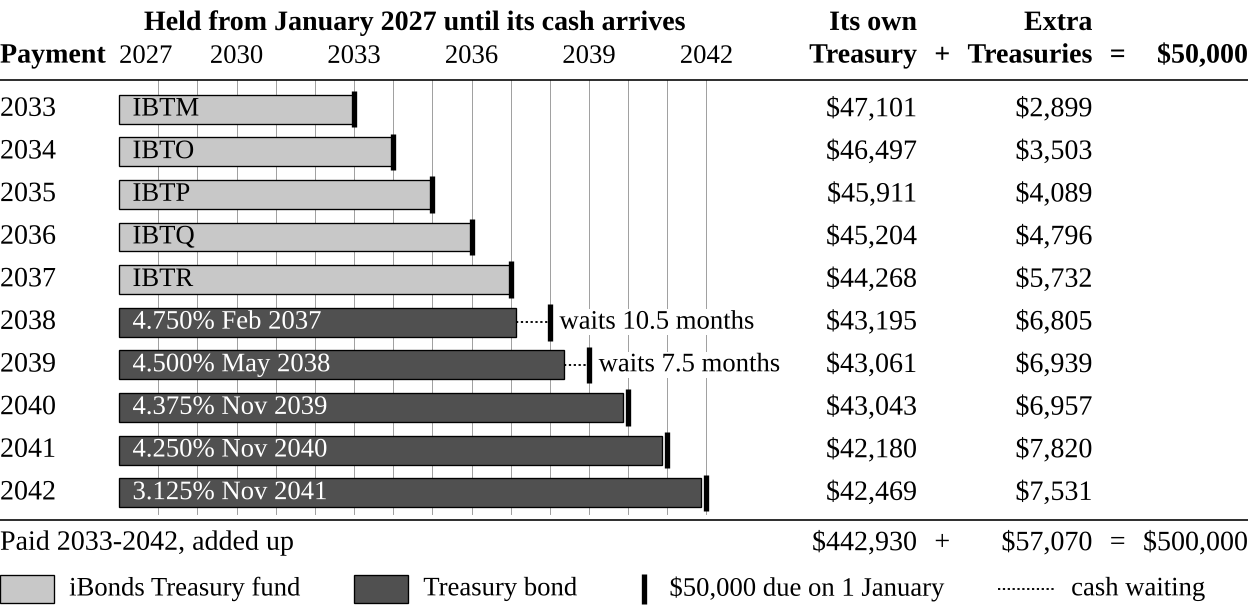 Held from January 2027 until its cash arrives Its own Extra
Payment 2027 2030 2033 2036 2039 2042 Treasury + Treasuries = $50,000
2033 IBTM $47,101 $2,899
2034 IBTO $46,497 $3,503
2035 IBTP $45,911 $4,089
2036 IBTQ $45,204 $4,796
2037 IBTR $44,268 $5,732
2038 4.750% Feb 2037 waits 10.5 months $43,195 $6,805
2039 4.500% May 2038 waits 7.5 months $43,061 $6,939
2040 4.375% Nov 2039 $43,043 $6,957
2041 4.250% Nov 2040 $42,180 $7,820
2042 3.125% Nov 2041 $42,469 $7,531
Paid 2033-2042, added up $442,930 + $57,070 = $500,000
iBonds Treasury fund Treasury bond $50,000 due on 1 January cash waiting